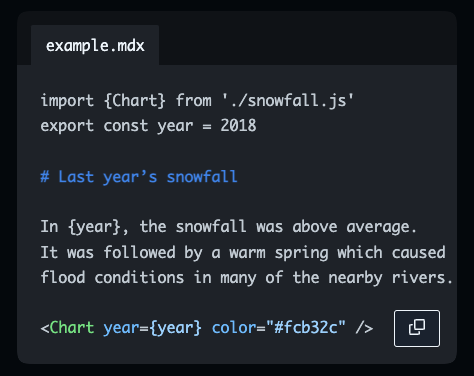 example.mdx
import {Chart} from './snowfall.js'
export const year = 2018
# Last year’s snowfall
In {year}, the snowfall was above average.
It was followed by a warm spring which caused
flood conditions in many of the nearby rivers.
<Chart year={year} color="#fcb32c" />